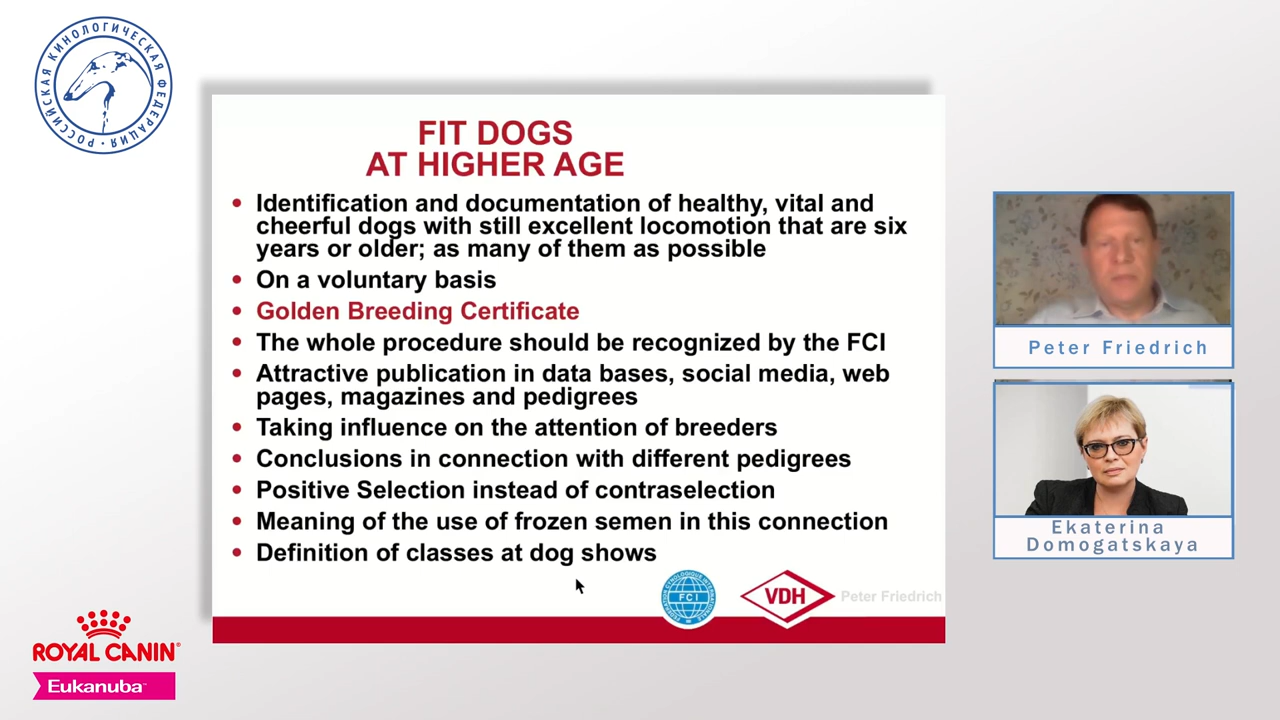 РОССИЙСКАЯ КИНОЛОГИЧЕСКАЯ ФЕДЕРАЦИЯ
FIT DOGS
AT HIGHER AGE
• Identification and documentation of healthy, vital and
cheerful dogs with still excellent locomotion that are six
years or older; as many of them as possible
• On a voluntary basis
• Golden Breeding Certificate
• The whole procedure should be recognized by the FCI
• Attractive publication in data bases, social media, web
pages, magazines and pedigrees
• Taking influence on the attention of breeders
• Conclusions in connection with different pedigrees
• Positive Selection instead of contraselection
• Meaning of the use of frozen semen in this connection
• Definition of classes at dog shows
FCI
VDH
Peter Friedrich
Peter Friedrich
Ekaterina
Domogatskaya
ROYAL CANIN
Eukanuba